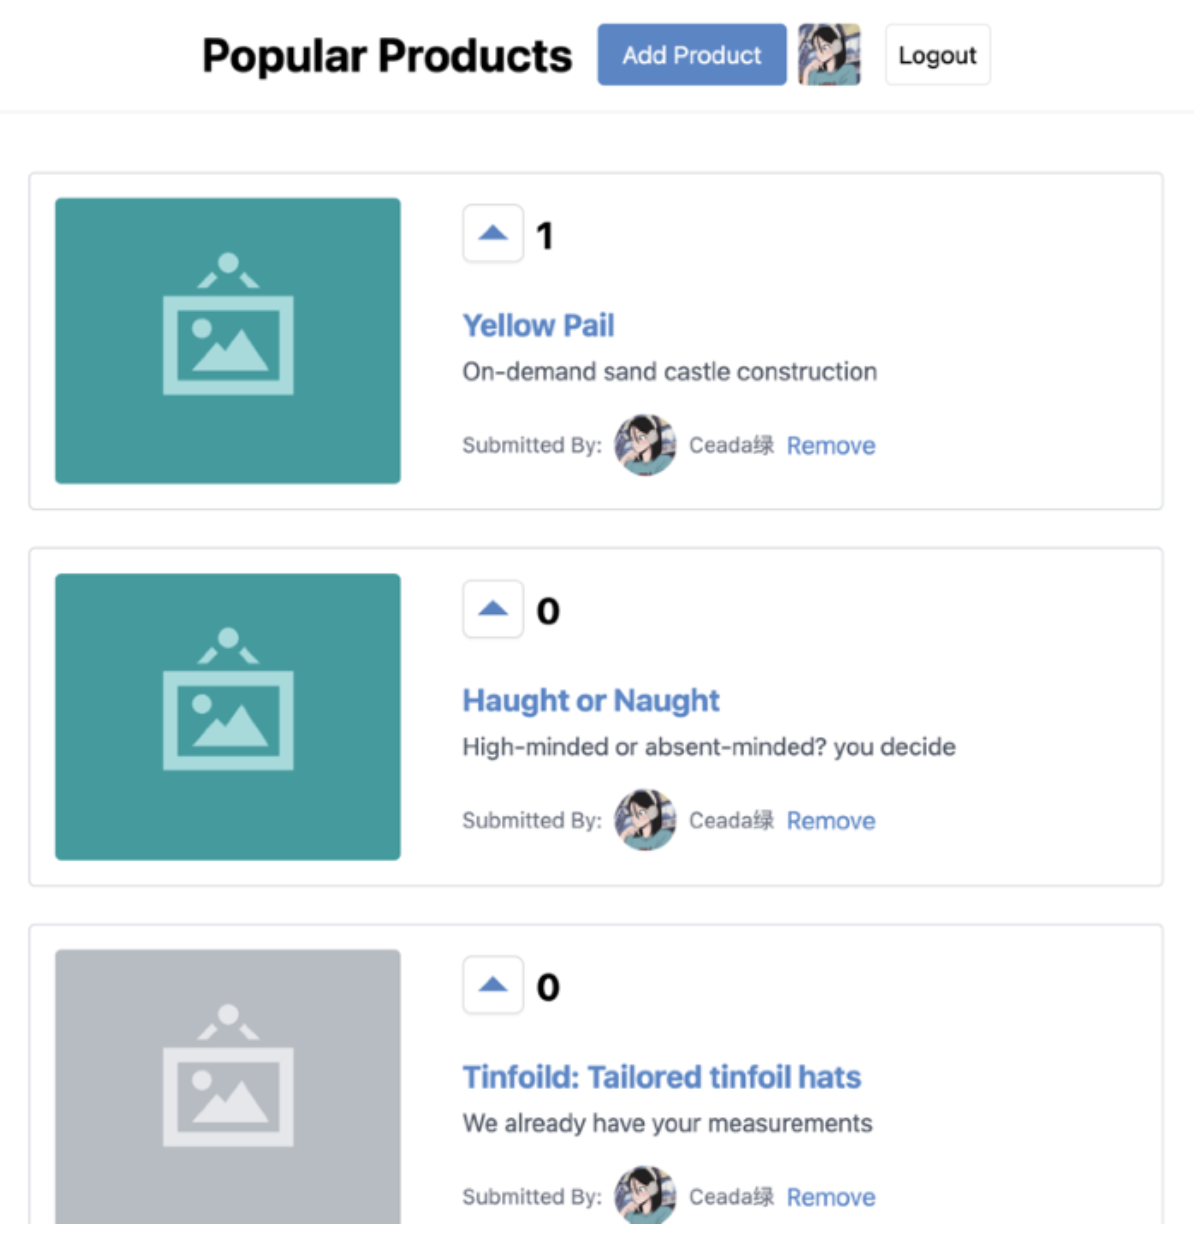 Popular Products Add Product Logout
1
Yellow Pail
On-demand sand castle construction
Submitted By: Ceada绿 Remove
0
Haught or Naught
High-minded or absent-minded? you decide
Submitted By: Ceada绿 Remove
0
Tinfoild: Tailored tinfoil hats
We already have your measurements
Submitted By: Ceada绿 Remove